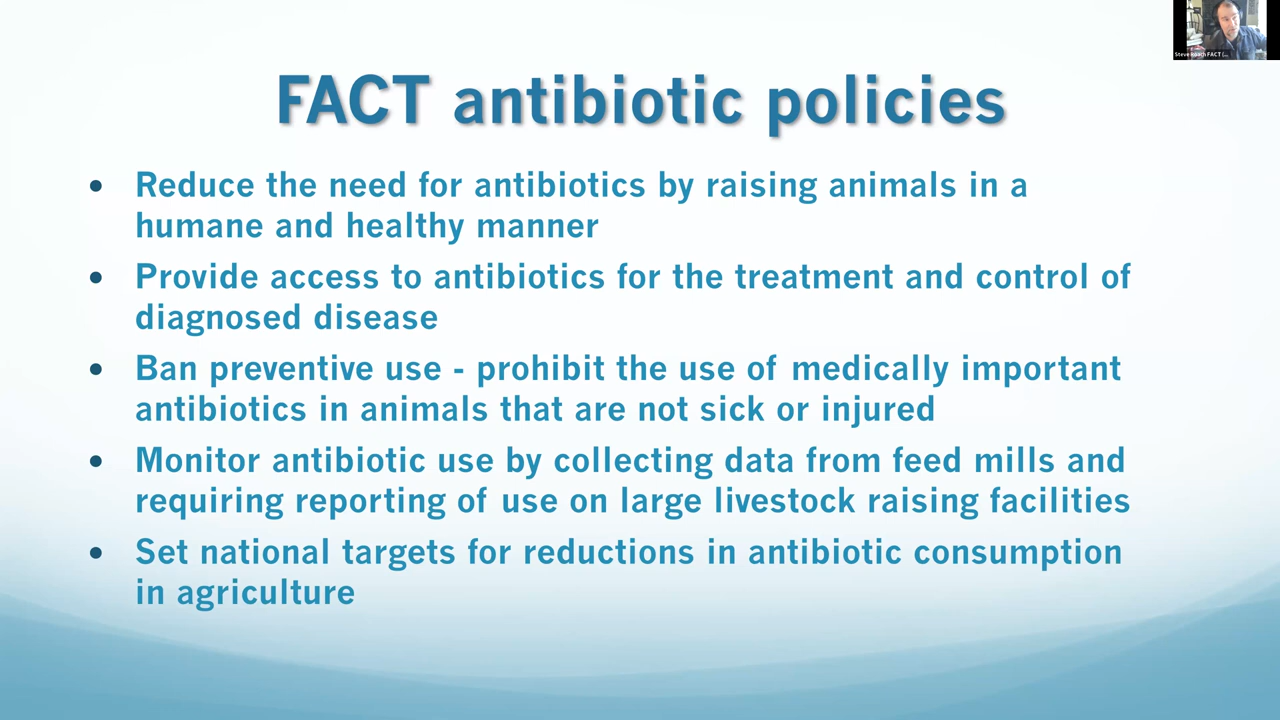 FACT antibiotic policies
• Reduce the need for antibiotics by raising animals in a
humane and healthy manner
• Provide access to antibiotics for the treatment and control of
diagnosed disease
• Ban preventive use - prohibit the use of medically important
antibiotics in animals that are not sick or injured
• Monitor antibiotic use by collecting data from feed mills and
requiring reporting of use on large livestock raising facilities
• Set national targets for reductions in antibiotic consumption
in agriculture
Steve Roach FACT (...